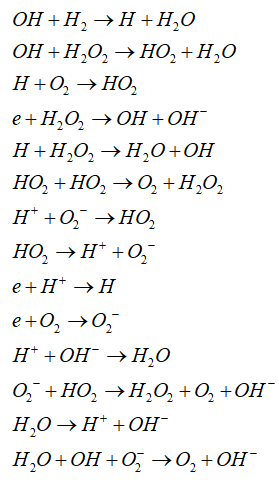 OH + H₂ → H + H₂O
OH + H₂O₂ → HO₂ + H₂O
H + O₂ → HO₂
e + H₂O₂ → OH + OH⁻
H + H₂O₂ → H₂O + OH
HO₂ + HO₂ → O₂ + H₂O₂
H⁺ + O₂⁻ → HO₂
HO₂ → H⁺ + O₂⁻
e + H⁺ → H
e + O₂ → O₂⁻
H⁺ + OH⁻ → H₂O
O₂⁻ + HO₂ → H₂O₂ + O₂ + OH⁻
H₂O → H⁺ + OH⁻
H₂O + OH + O₂⁻ → O₂ + OH⁻